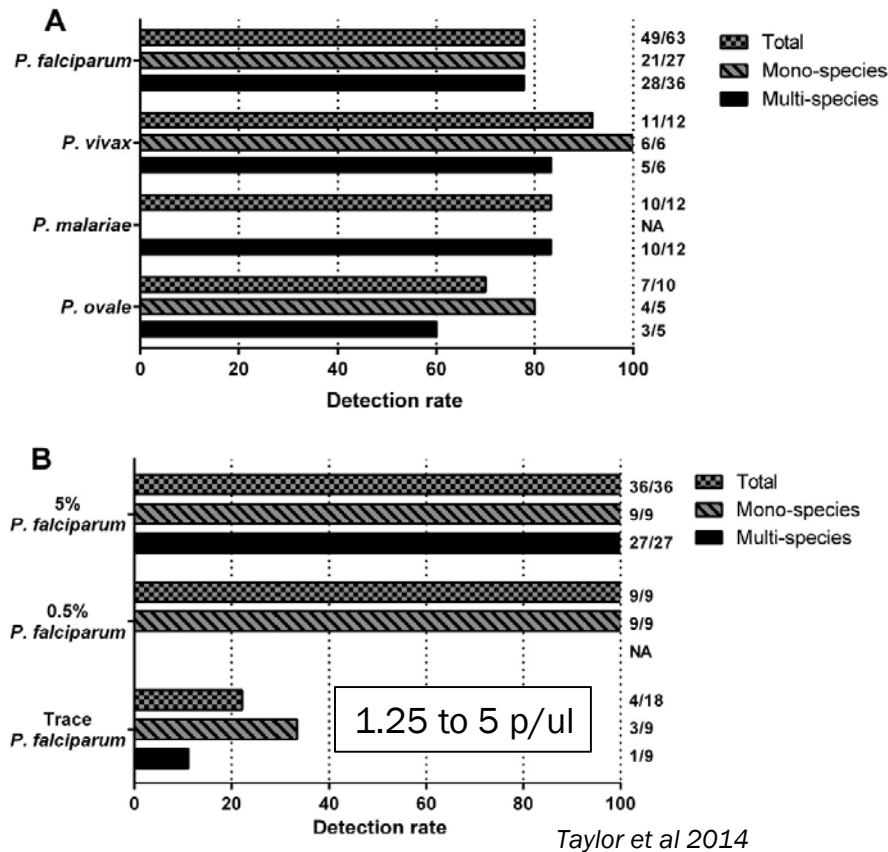 A
P. falciparum
49/63
21/27
28/36
Total
Mono-species
Multi-species
P. vivax
11/12
6/6
5/6
P. malariae
10/12
NA
10/12
P. ovale
7/10
4/5
3/5
0 20 40 60 80 100
Detection rate
B
5%
P. falciparum
36/36
9/9
27/27
Total
Mono-species
Multi-species
0.5%
P. falciparum
9/9
9/9
NA
Trace
P. falciparum
1.25 to 5 p/ul
4/18
3/9
1/9
0 20 40 60 80 100
Detection rate
Taylor et al 2014